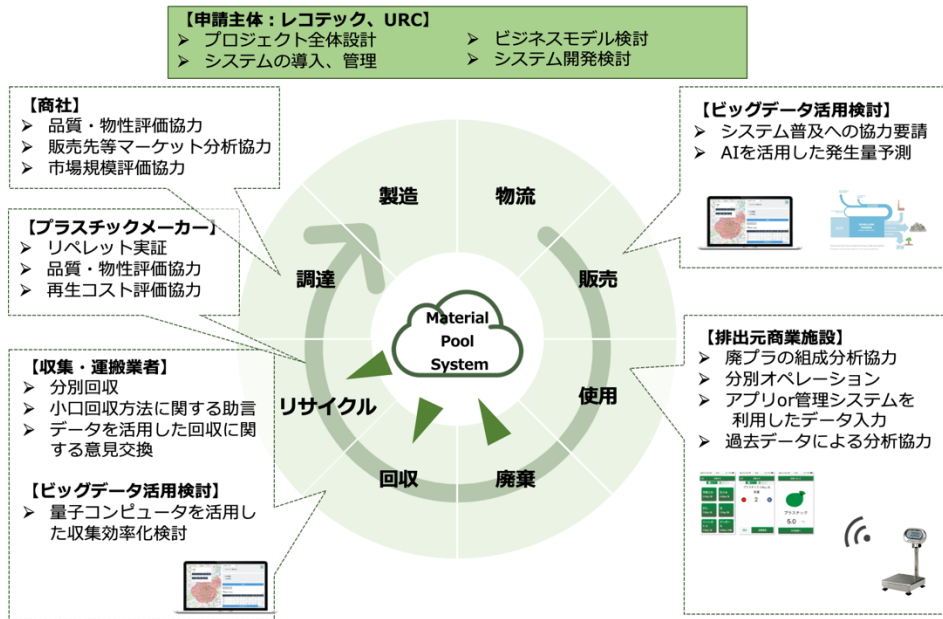 【申請主体：レコテック、URC】
➢ プロジェクト全体設計
➢ システムの導入、管理
➢ ビジネスモデル検討
➢ システム開発検討
【商社】
➢ 品質・物性評価協力
➢ 販売先等マーケット分析協力
➢ 市場規模評価協力
【プラスチックメーカー】
➢ リペレット実証
➢ 品質・物性評価協力
➢ 再生コスト評価協力
【収集・運搬業者】
➢ 分別回収
➢ 小口回収方法に関する助言
➢ データを活用した回収に関
する意見交換
【ビッグデータ活用検討】
➢ 量子コンピュータを活用し
た収集効率化検討
製造
物流
調達
販売
Material
Pool
System
リサイクル
使用
回収
廃棄
【ビッグデータ活用検討】
➢ システム普及への協力要請
➢ AIを活用した発生量予測
【排出元商業施設】
➢ 廃プラの組成分析協力
➢ 分別オペレーション
➢ アプリor管理システムを
利用したデータ入力
➢ 過去データによる分析協力
2
プラスチック
5.0